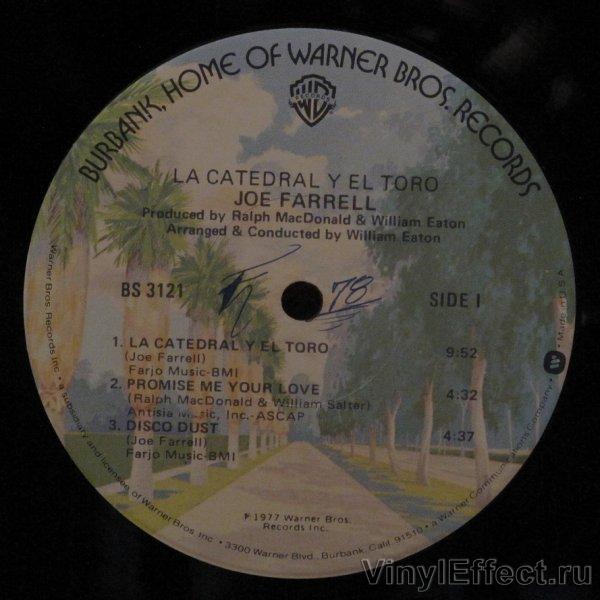 BURBANK, HOME OF WARNER BROS. RECORDS
RECORDS
LA CATEDRAL Y EL TORO
JOE FARRELL
Produced by Ralph MacDonald & William Eaton
Arranged & Conducted by William Eaton
BS 3121
78
SIDE I
1. LA CATEDRAL Y EL TORO 9:52
(Joe Farrell)
Farjo Music-BMI
2. PROMISE ME YOUR LOVE 4:32
(Ralph MacDonald & William Salter)
Antisia Music, Inc.-ASCAP
3. DISCO DUST 4:37
(Joe Farrell)
Farjo Music-BMI
℗ 1977 Warner Bros.
Records Inc.
Warner Bros. Records Inc. • a subsidiary and licensee of Warner Bros. Inc. • 3300 Warner Blvd., Burbank, Calif. 91510 • a Warner Communications Company • Made in U.S.A.
VinylEffect.ru